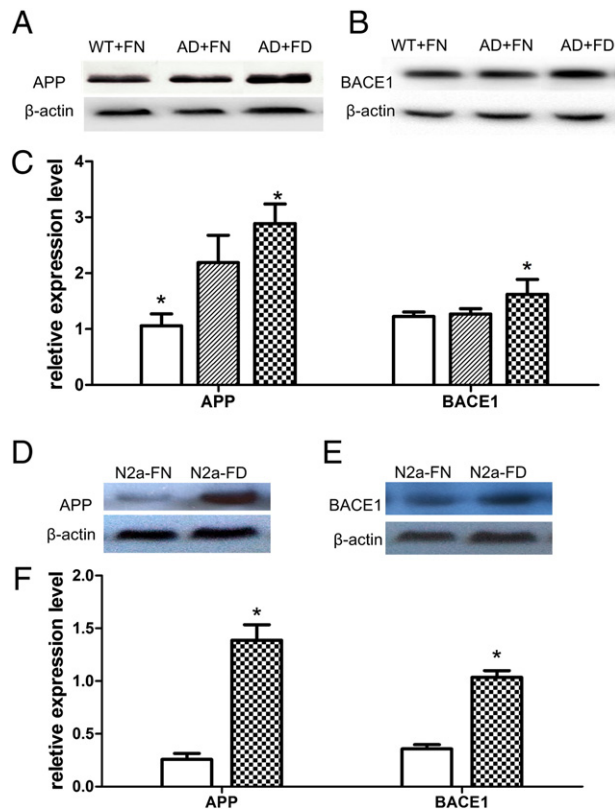 A
WT+FN AD+FN AD+FD
APP
β-actin
B
WT+FN AD+FN AD+FD
BACE1
β-actin
C
reletive expression level
4
3
2
1
0
*
*
*
APP BACE1
D
N2a-FN N2a-FD
APP
β-actin
E
N2a-FN N2a-FD
BACE1
β-actin
F
reletive expression level
2.0
1.5
1.0
0.5
0.0
*
*
APP BACE1